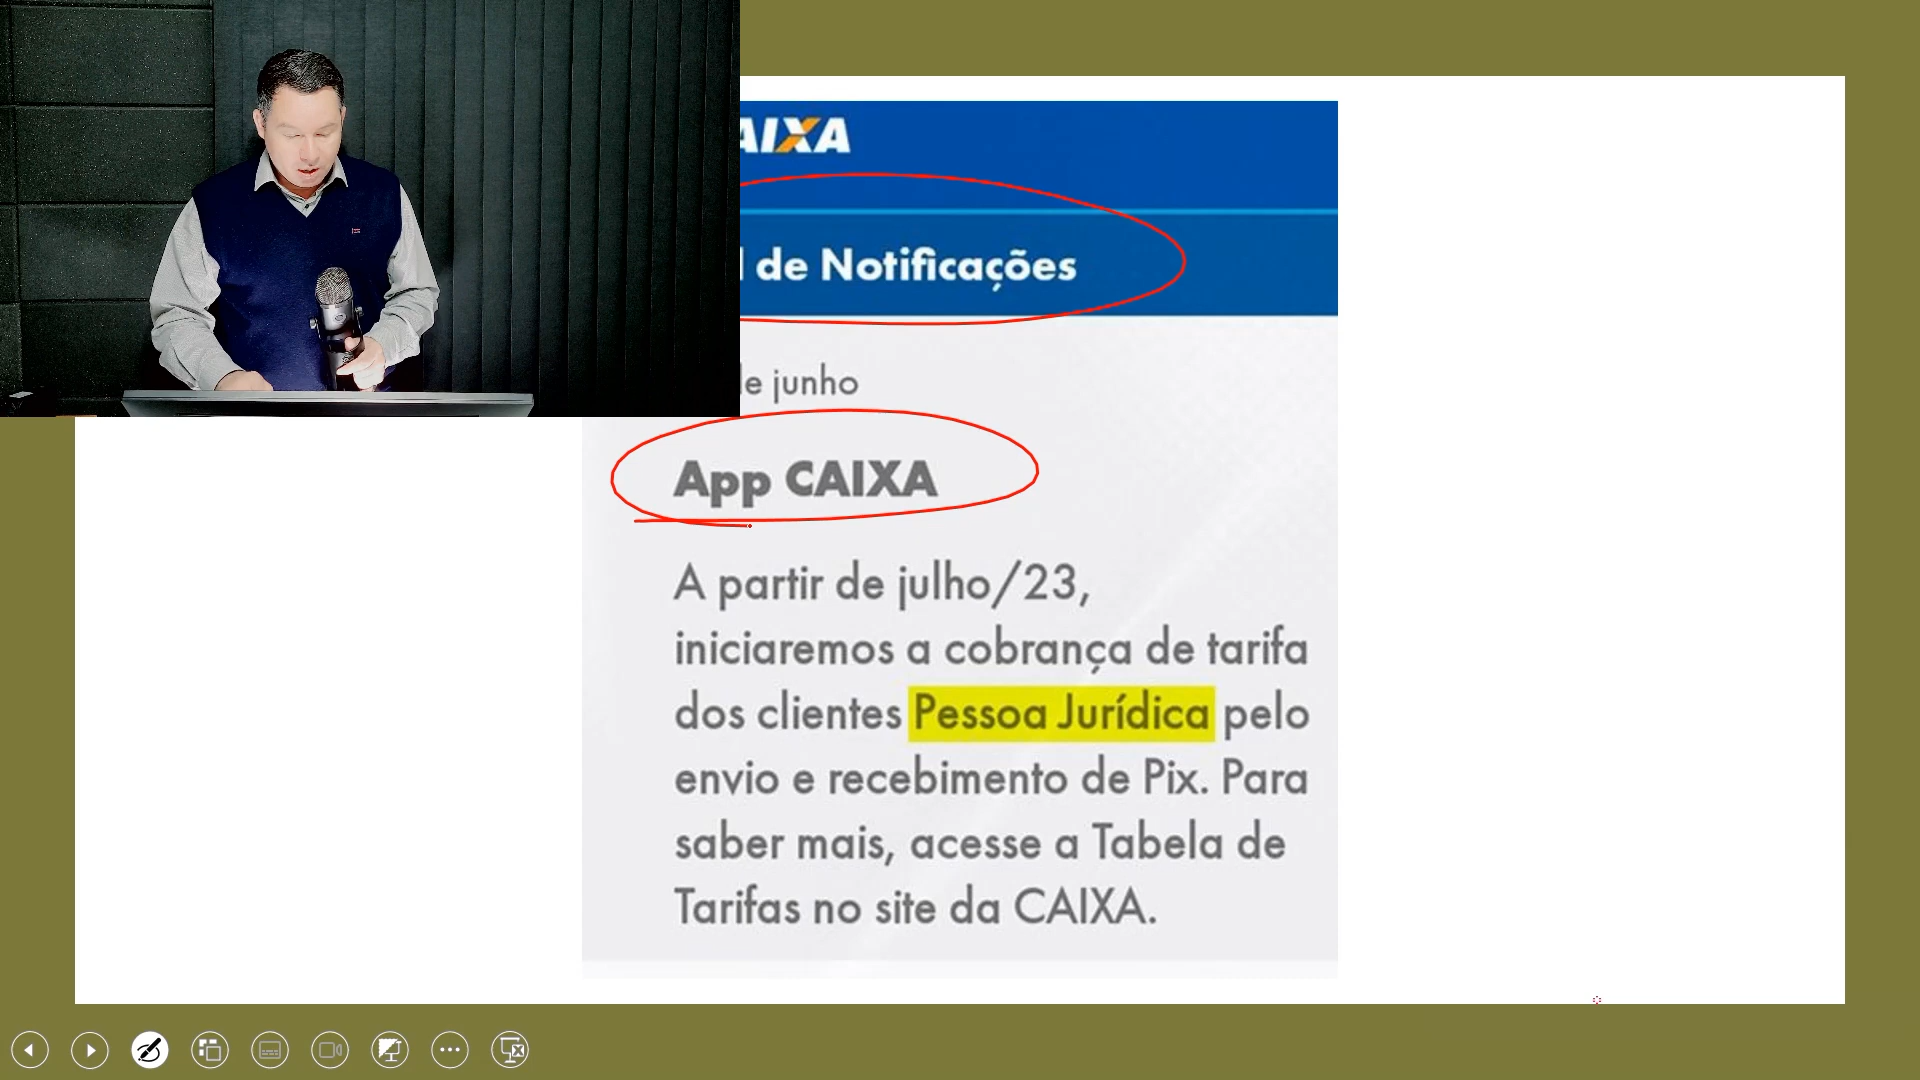 AIXA
de Notificações
de junho
App CAIXA
A partir de julho/23,
iniciaremos a cobrança de tarifa
dos clientes Pessoa Jurídica pelo
envio e recebimento de Pix. Para
saber mais, acesse a Tabela de
Tarifas no site da CAIXA.